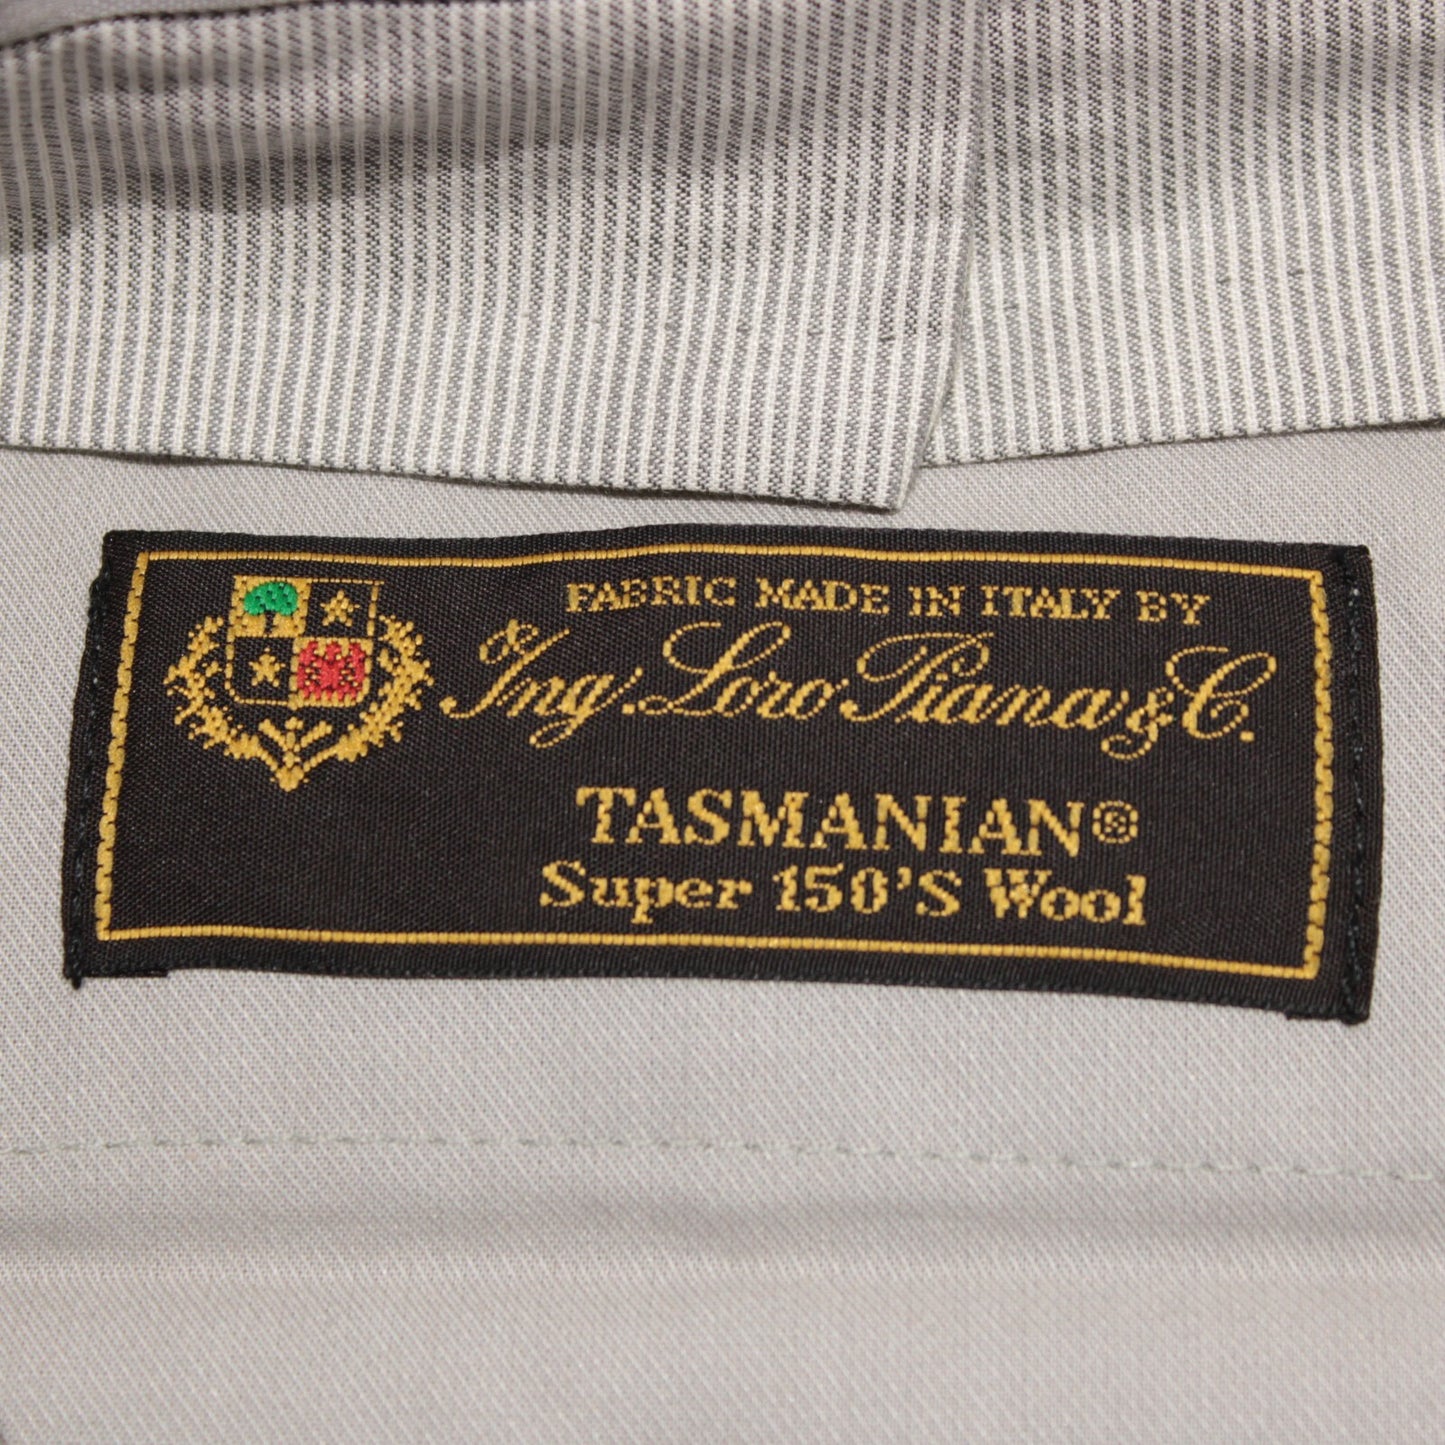 FABRIC MADE IN ITALY BY
Ing. Loro Piana & C.
TASMANIAN®
Super 150'S Wool